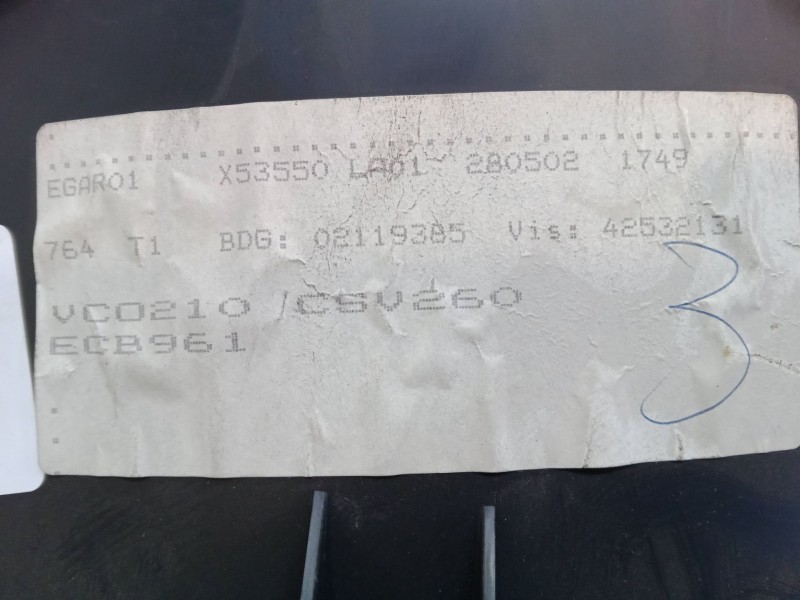 EGAR01 X53550 LA01 280502 1749
764 T1 BDG: 02119385 Vis: 42532131
VC0210 /CSV260
ECB961
3